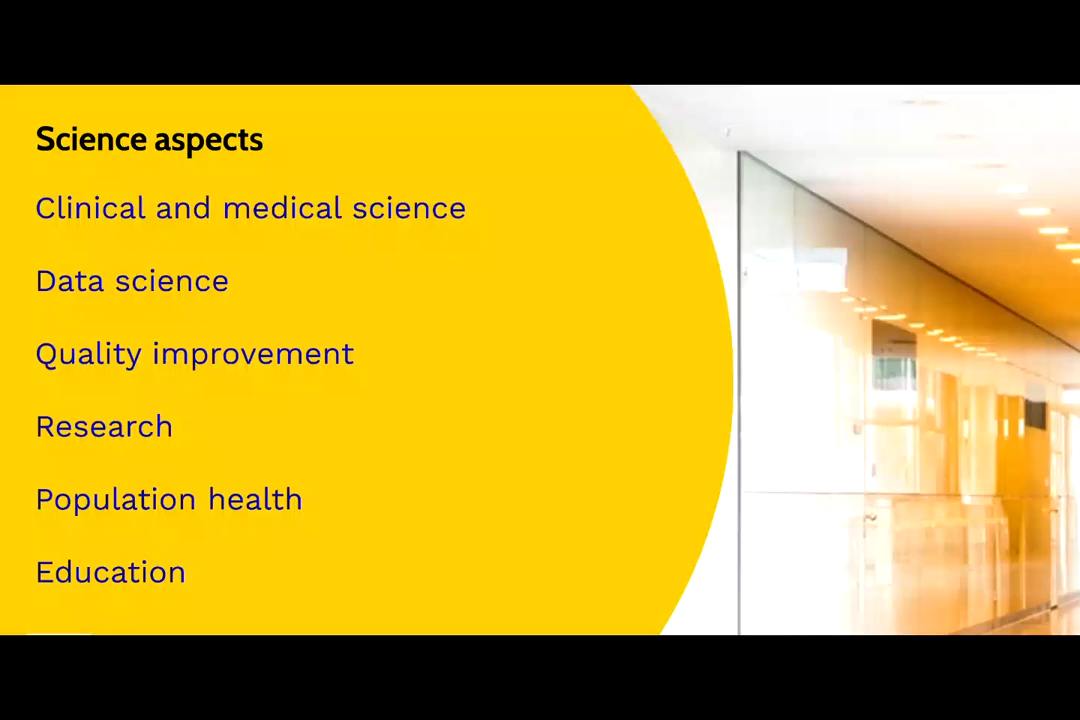 Science aspects
Clinical and medical science
Data science
Quality improvement
Research
Population health
Education